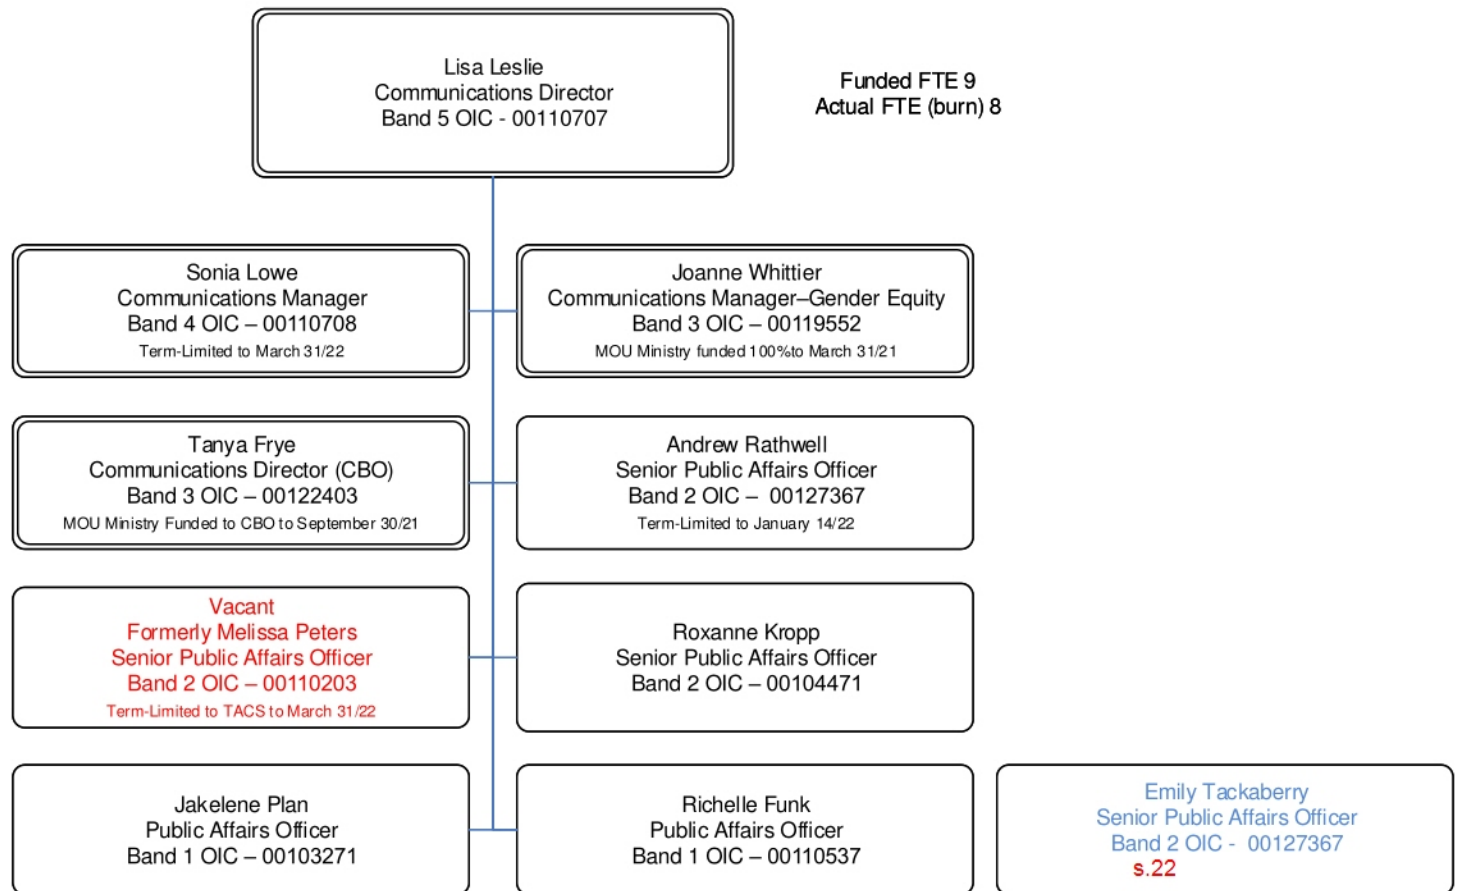 Lisa Leslie
Communications Director
Band 5 OIC - 00110707
Funded FTE 9
Actual FTE (burn) 8
Sonia Lowe
Communications Manager
Band 4 OIC – 00110708
Term-Limited to March 31/22
Joanne Whittier
Communications Manager–Gender Equity
Band 3 OIC – 00119552
MOU Ministry funded 100%to March 31/21
Tanya Frye
Communications Director (CBO)
Band 3 OIC – 00122403
MOU Ministry Funded to CBO to September 30/21
Andrew Rathwell
Senior Public Affairs Officer
Band 2 OIC – 00127367
Term-Limited to January 14/22
Vacant
Formerly Melissa Peters
Senior Public Affairs Officer
Band 2 OIC – 00110203
Term-Limited to TACS to March 31/22
Roxanne Kropp
Senior Public Affairs Officer
Band 2 OIC – 00104471
Jakelene Plan
Public Affairs Officer
Band 1 OIC – 00103271
Richelle Funk
Public Affairs Officer
Band 1 OIC – 00110537
Emily Tackaberry
Senior Public Affairs Officer
Band 2 OIC - 00127367
s.22